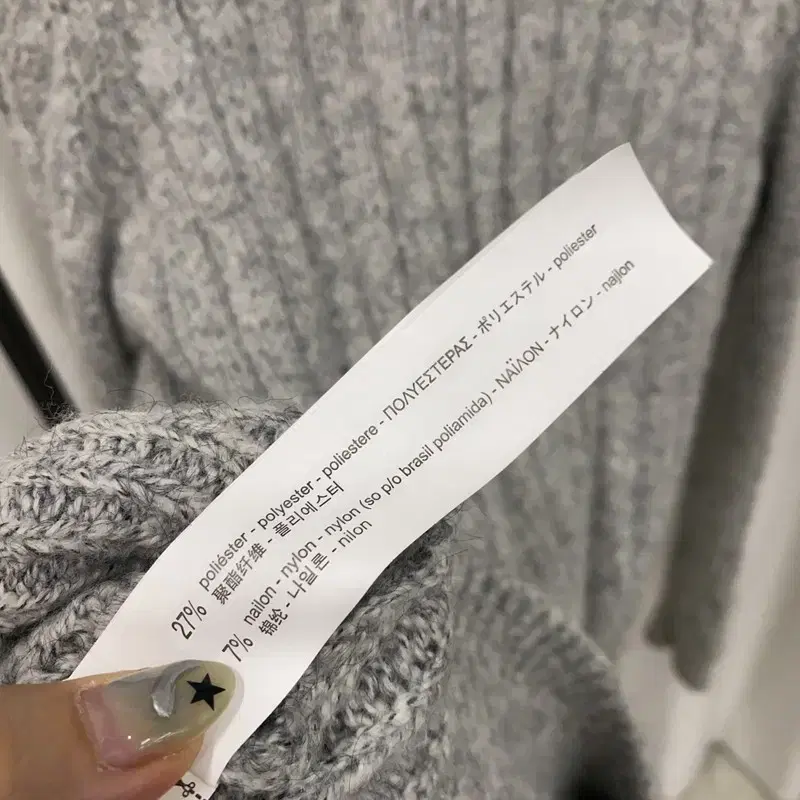 27% poliéster - polyester - poliestere - ΠΟΛΥΕΣΤΕΡΑΣ - ポリエステル - poliester
聚酯纤维 - 폴리에스터
7% nailon - nylon - nylon (so p/o brasil poliamida) - ΝΑΪΛΟΝ - ナイロン - najlon
锦纶 - 나일론 - nilon